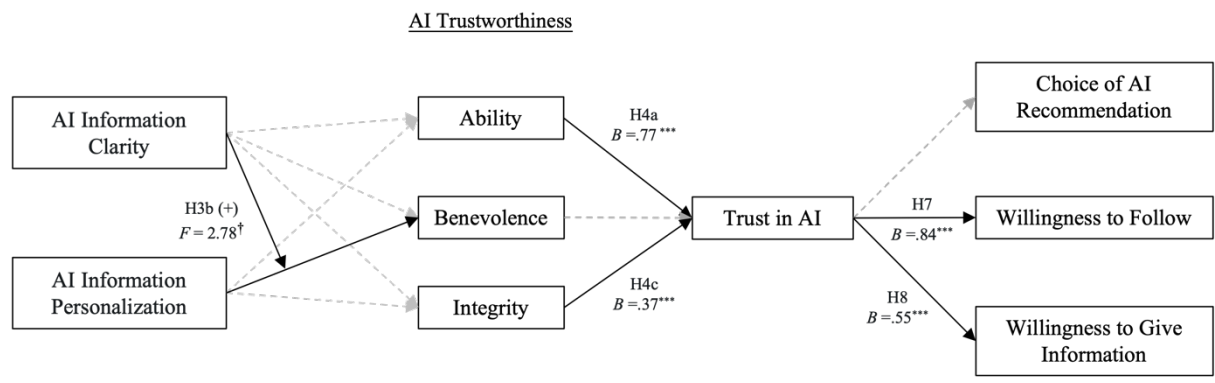 AI Trustworthiness
AI Information
Clarity
AI Information
Personalization
H3b (+)
F = 2.78†
Ability
Benevolence
Integrity
H4a
B =.77 ***
H4c
B =.37***
Trust in AI
H7
B =.84***
H8
B =.55***
Choice of AI
Recommendation
Willingness to Follow
Willingness to Give
Information